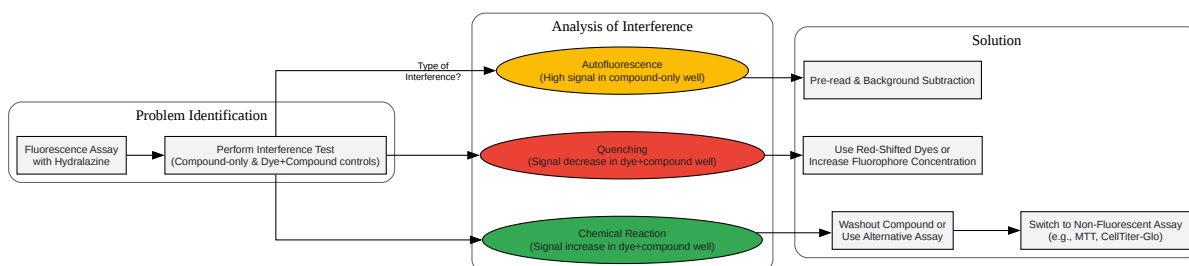 Problem Identification
Fluorescence Assay
with Hydralazine
Perform Interference Test
(Compound-only & Dye+Compound controls)
Type of
Interference?
Analysis of Interference
Autofluorescence
(High signal in compound-only well)
Quenching
(Signal decrease in dye+compound well)
Chemical Reaction
(Signal increase in dye+compound well)
Solution
Pre-read & Background Subtraction
Use Red-Shifted Dyes or
Increase Fluorophore Concentration
Washout Compound or
Use Alternative Assay
Switch to Non-Fluorescent Assay
(e.g., MTT, CellTiter-Glo)